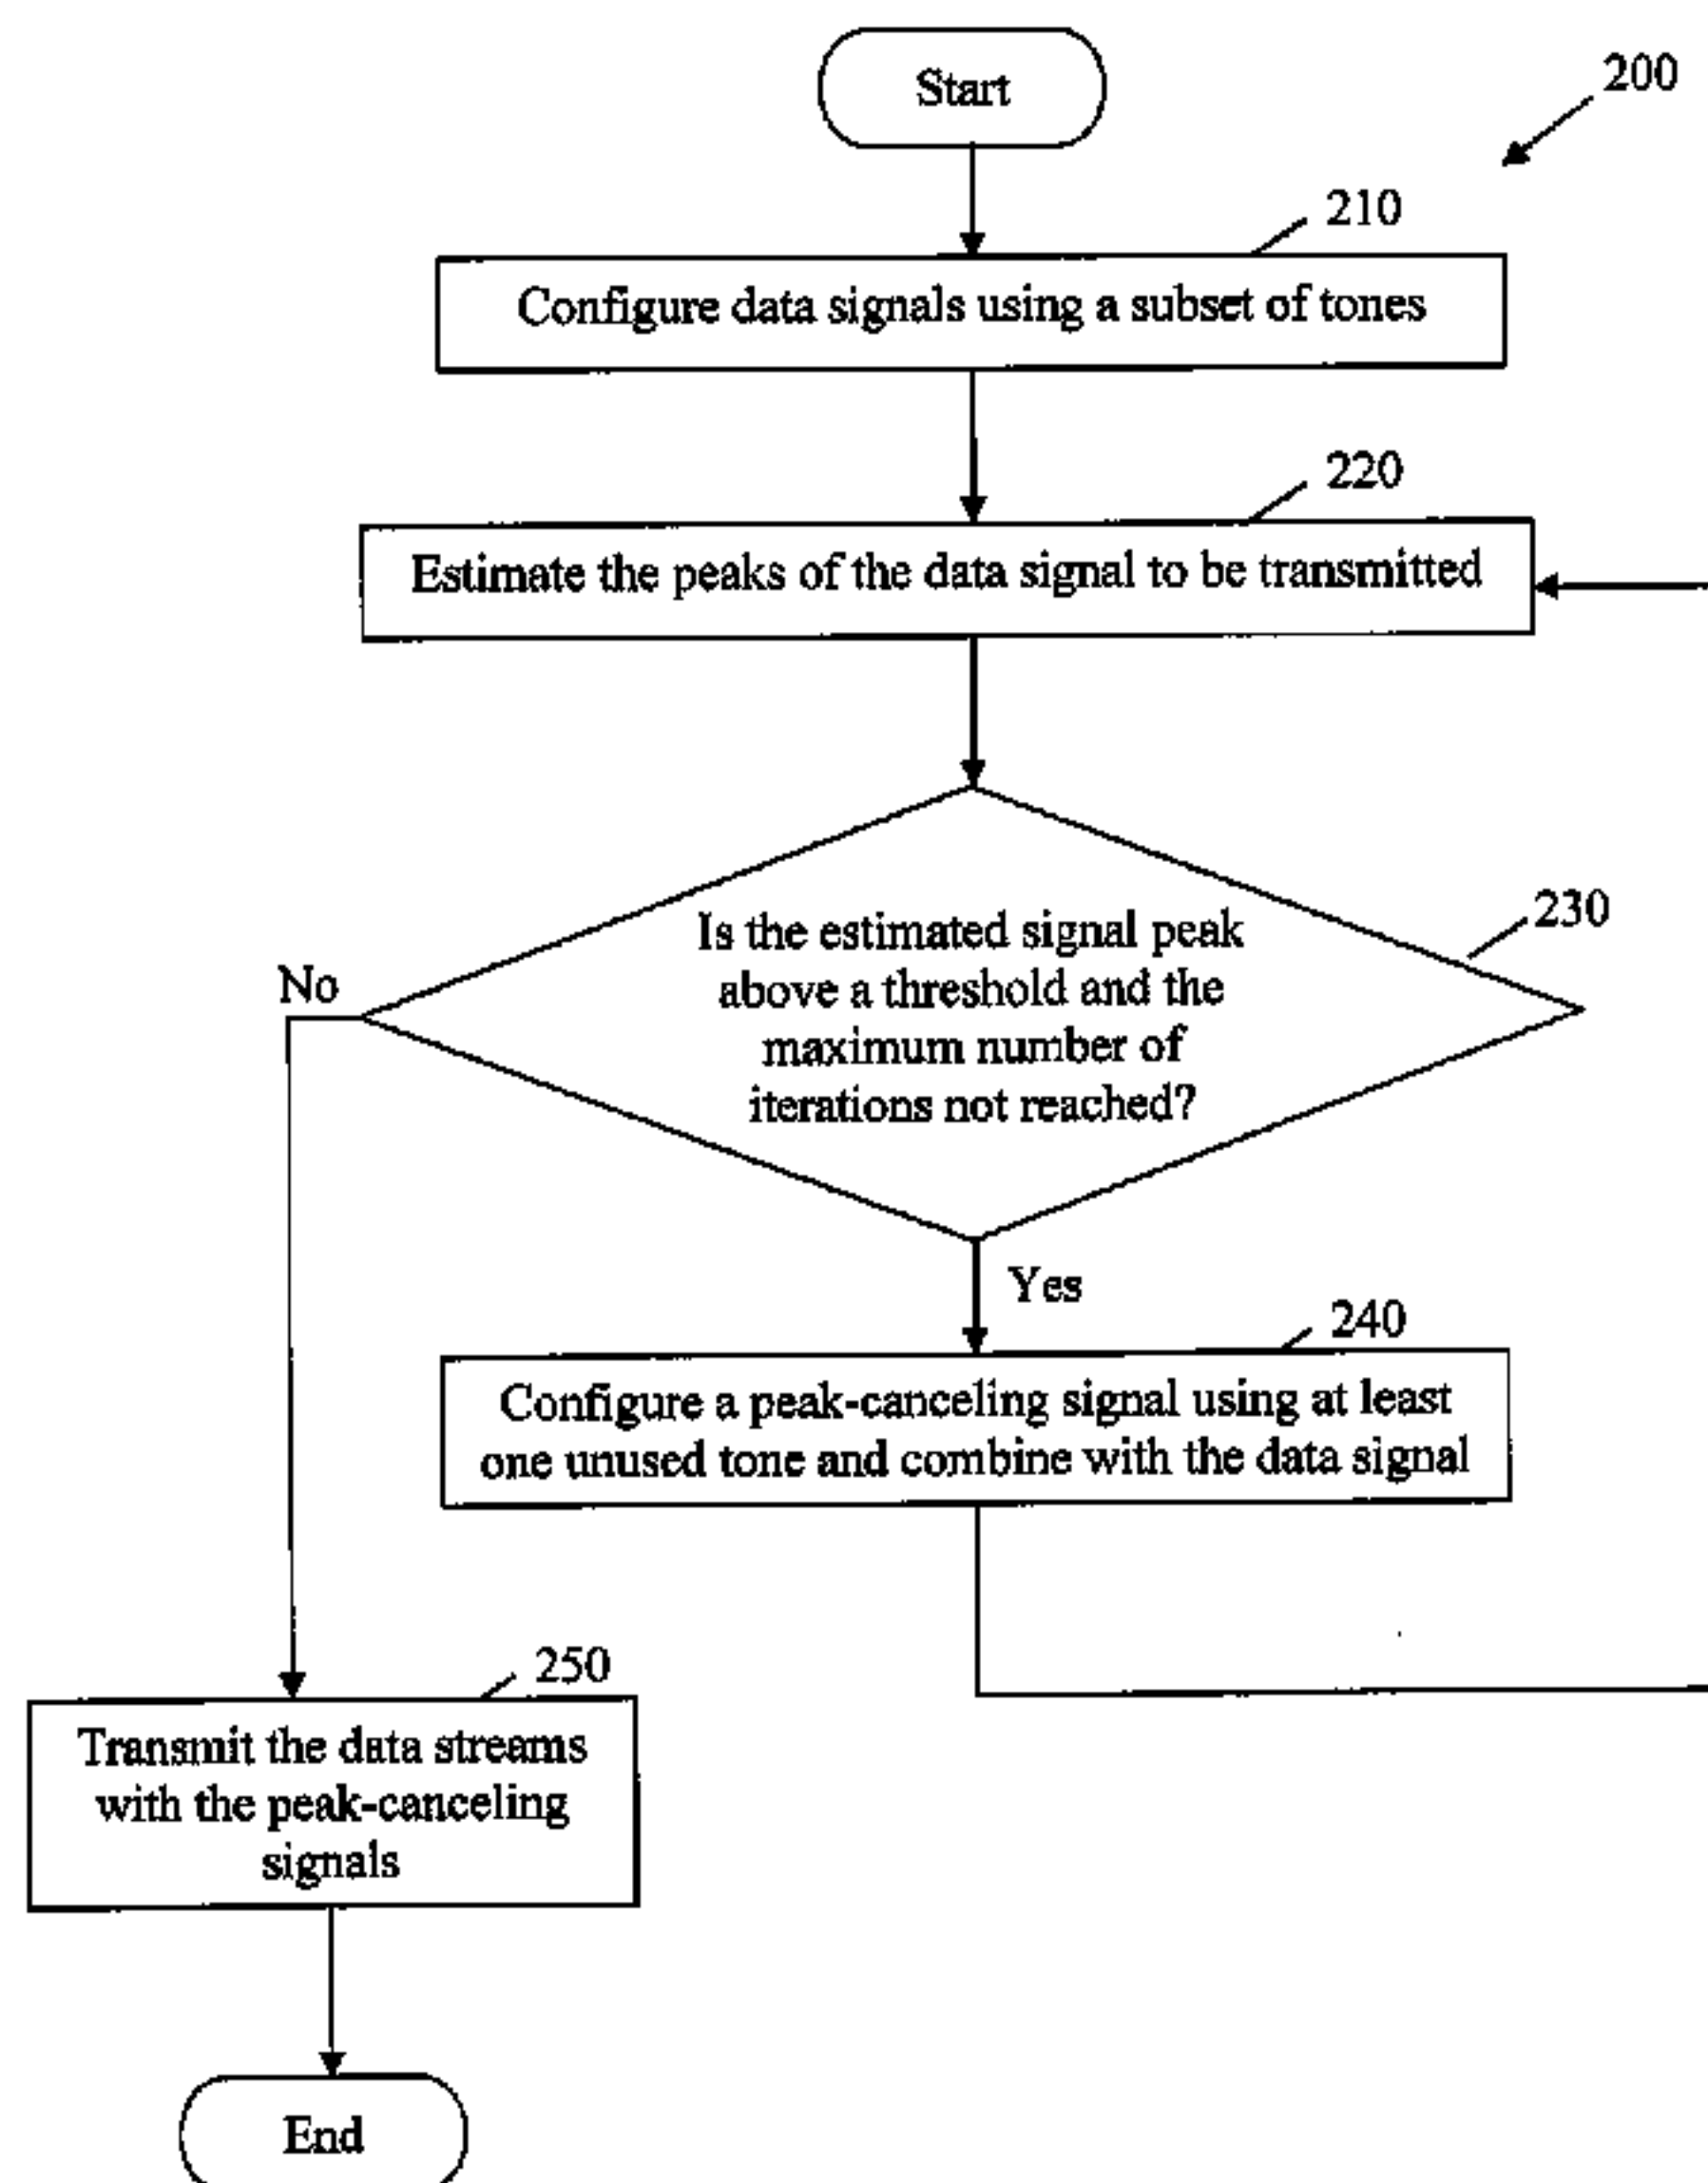 Start
200
210
Configure data signals using a subset of tones
220
Estimate the peaks of the data signal to be transmitted
230
Is the estimated signal peak
above a threshold and the
maximum number of
iterations not reached?
No
Yes
240
Configure a peak-canceling signal using at least
one unused tone and combine with the data signal
250
Transmit the data streams
with the peak-canceling
signals
End